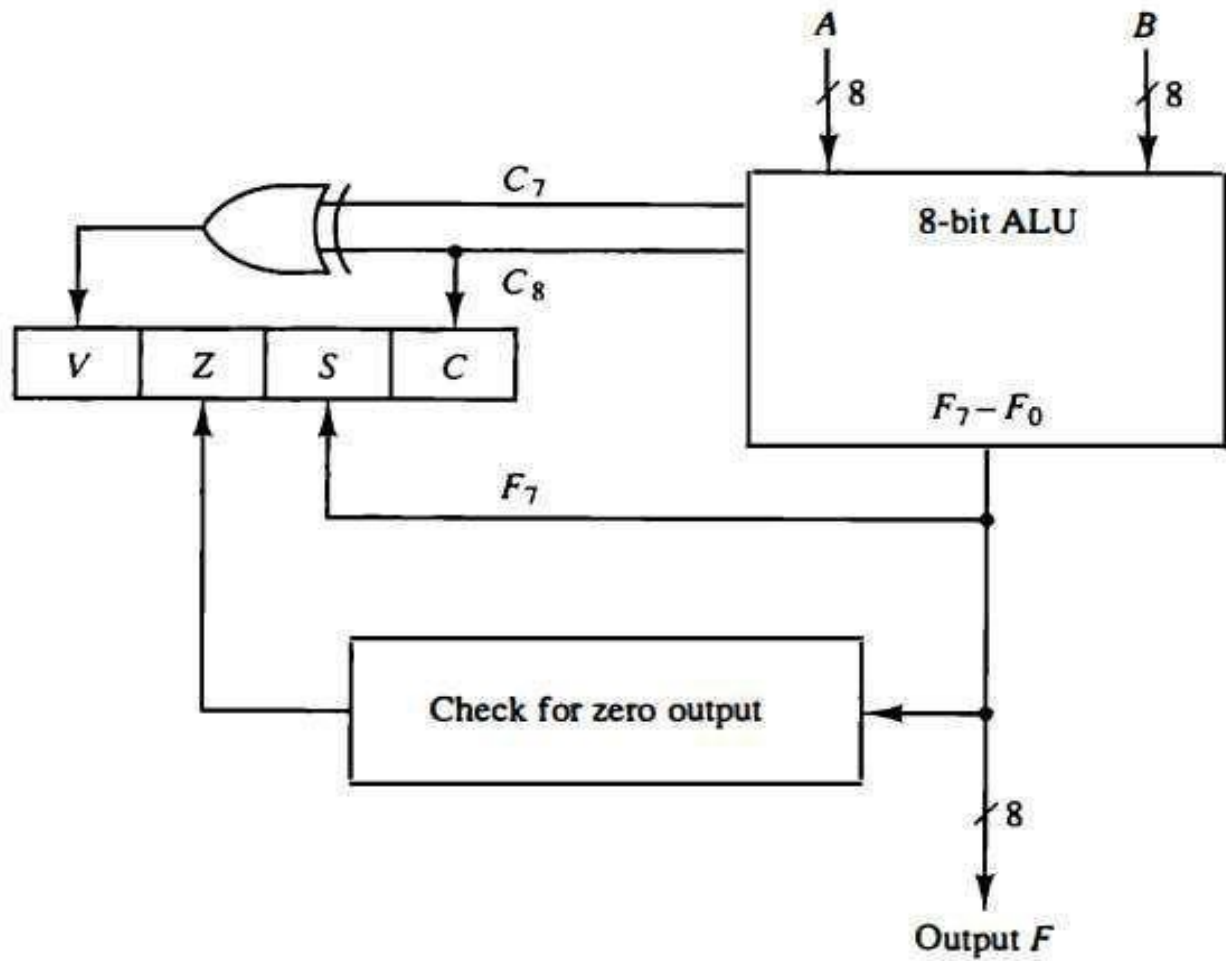 A B
8 8
C₇
8-bit ALU
C₈
V Z S C
F₇ – F₀
F₇
Check for zero output
8
Output F